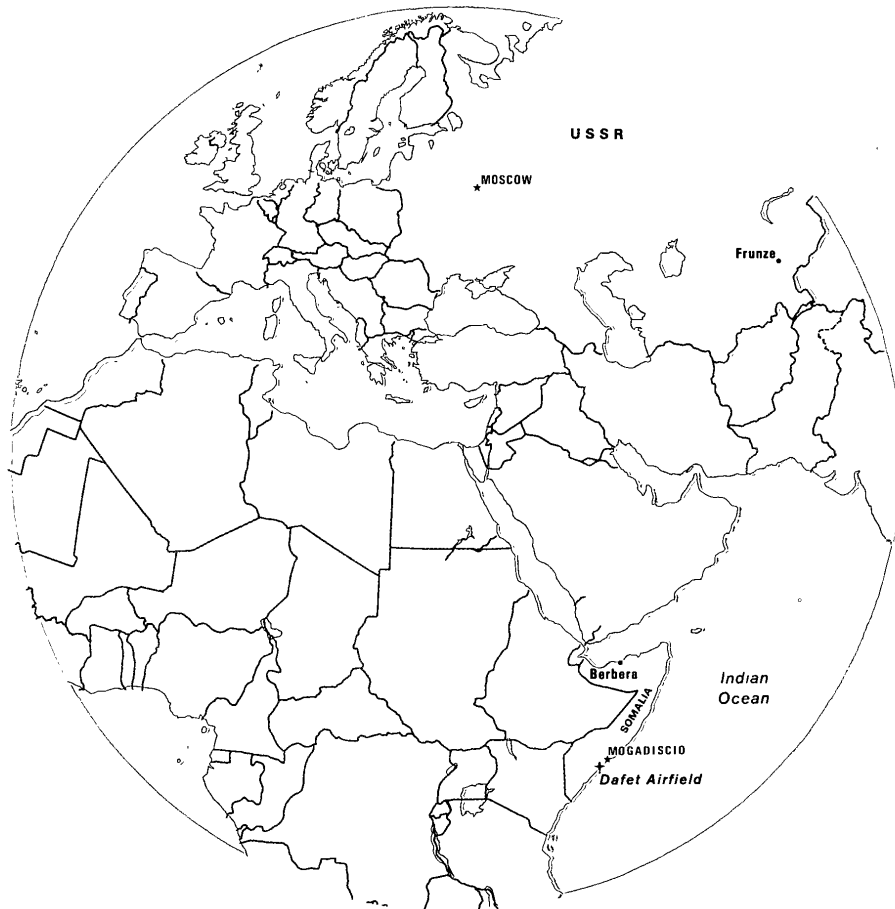 USSR
MOSCOW
Frunze
Berbera
SOMALIA
Indian
Ocean
MOGADISCIO
Dafet Airfield